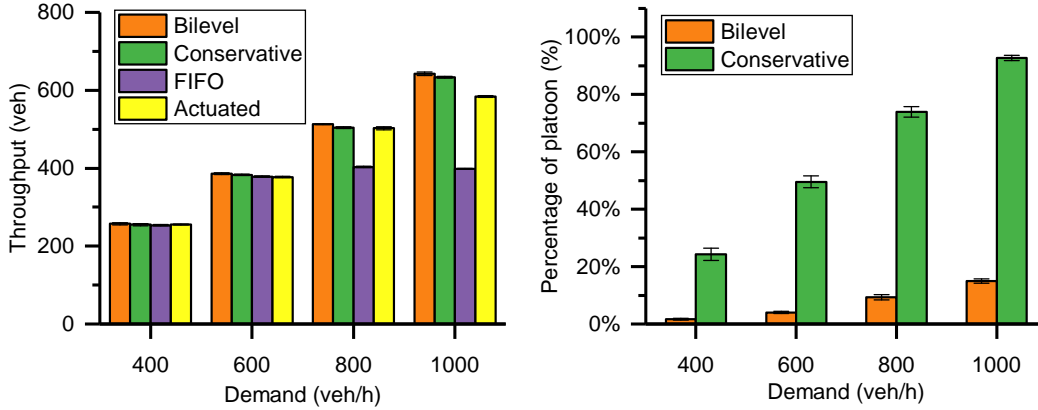 800
600
400
200
0
Throughput (veh)
Bilevel
Conservative
FIFO
Actuated
400 600 800 1000
Demand (veh/h)
100%
80%
60%
40%
20%
0%
Percentage of platoon (%)
Bilevel
Conservative
400 600 800 1000
Demand (veh/h)